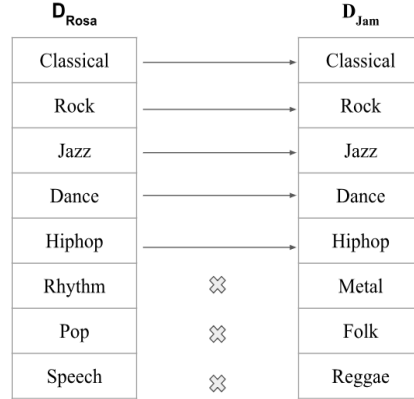 D_Rosa D_Jam
Classical Classical
Rock Rock
Jazz Jazz
Dance Dance
Hiphop Hiphop
Rhythm Metal
Pop Folk
Speech Reggae